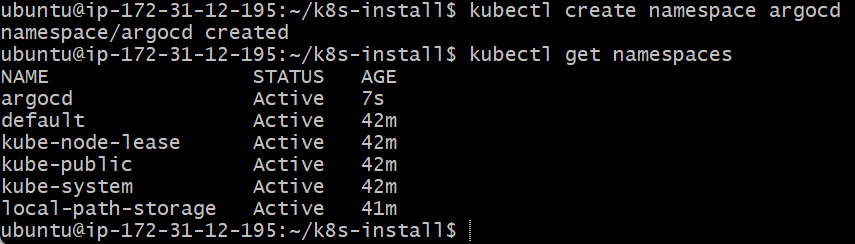 ubuntu@ip-172-31-12-195:~/k8s-install$ kubectl create namespace argocd
namespace/argocd created
ubuntu@ip-172-31-12-195:~/k8s-install$ kubectl get namespaces
NAME                 STATUS   AGE
argocd               Active   7s
default              Active   42m
kube-node-lease      Active   42m
kube-public          Active   42m
kube-system          Active   42m
local-path-storage   Active   41m
ubuntu@ip-172-31-12-195:~/k8s-install$